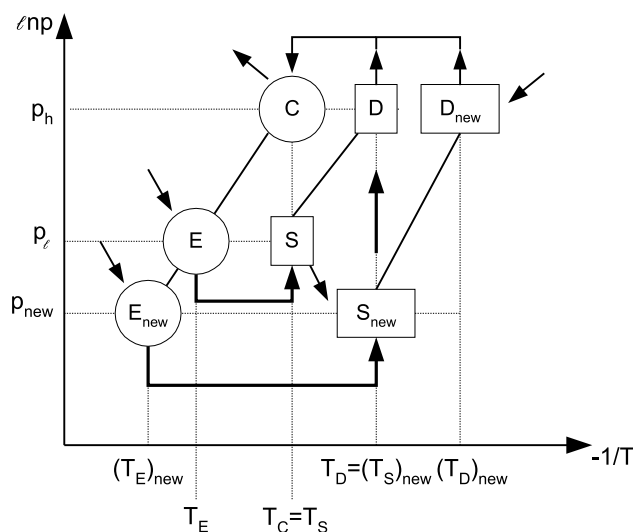 ℓnp
C
D
D_new
p_h
E
S
p_ℓ
E_new
S_new
p_new
-1/T
(T_E)_new
T_D=(T_S)_new
(T_D)_new
T_E
T_C=T_S